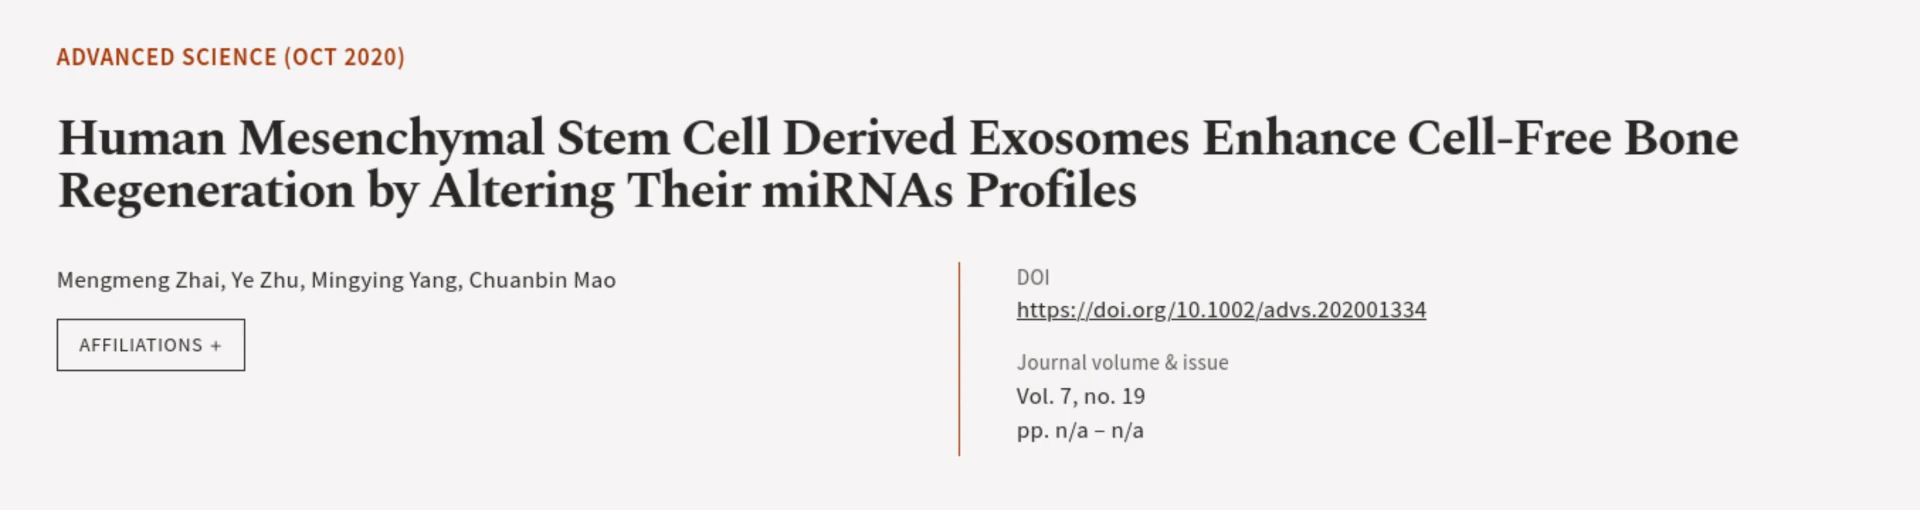 ADVANCED SCIENCE (OCT 2020)
Human Mesenchymal Stem Cell Derived Exosomes Enhance Cell-Free Bone
Regeneration by Altering Their miRNAs Profiles
Mengmeng Zhai, Ye Zhu, Mingying Yang, Chuanbin Mao
AFFILIATIONS +
DOI
https://doi.org/10.1002/advs.202001334
Journal volume & issue
Vol. 7, no. 19
pp. n/a – n/a